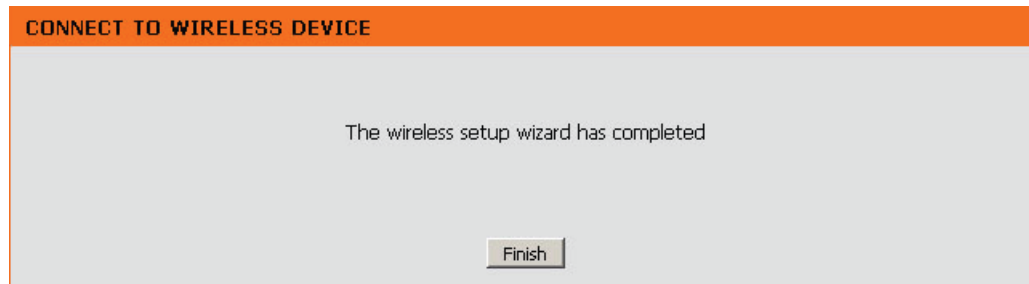 CONNECT TO WIRELESS DEVICE
The wireless setup wizard has completed
Finish